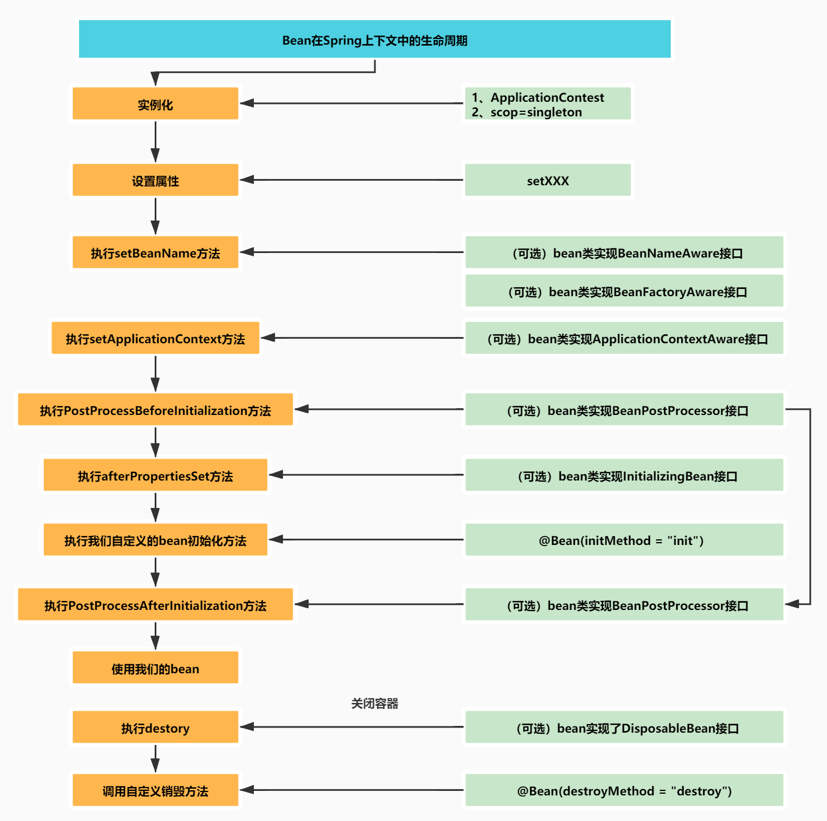 Bean在Spring上下文中的生命周期
实例化
1、ApplicationContest
2、scop=singleton
设置属性
setXXX
执行setBeanName方法
（可选）bean类实现BeanNameAware接口
（可选）bean类实现BeanFactoryAware接口
执行setApplicationContext方法
（可选）bean类实现ApplicationContextAware接口
执行PostProcessBeforeInitialization方法
（可选）bean类实现BeanPostProcessor接口
执行afterPropertiesSet方法
（可选）bean类实现InitializingBean接口
执行我们自定义的bean初始化方法
@Bean(initMethod = "init")
执行PostProcessAfterInitialization方法
（可选）bean类实现BeanPostProcessor接口
使用我们的bean
关闭容器
执行destory
（可选）bean实现了DisposableBean接口
调用自定义销毁方法
@Bean(destroyMethod = "destroy")